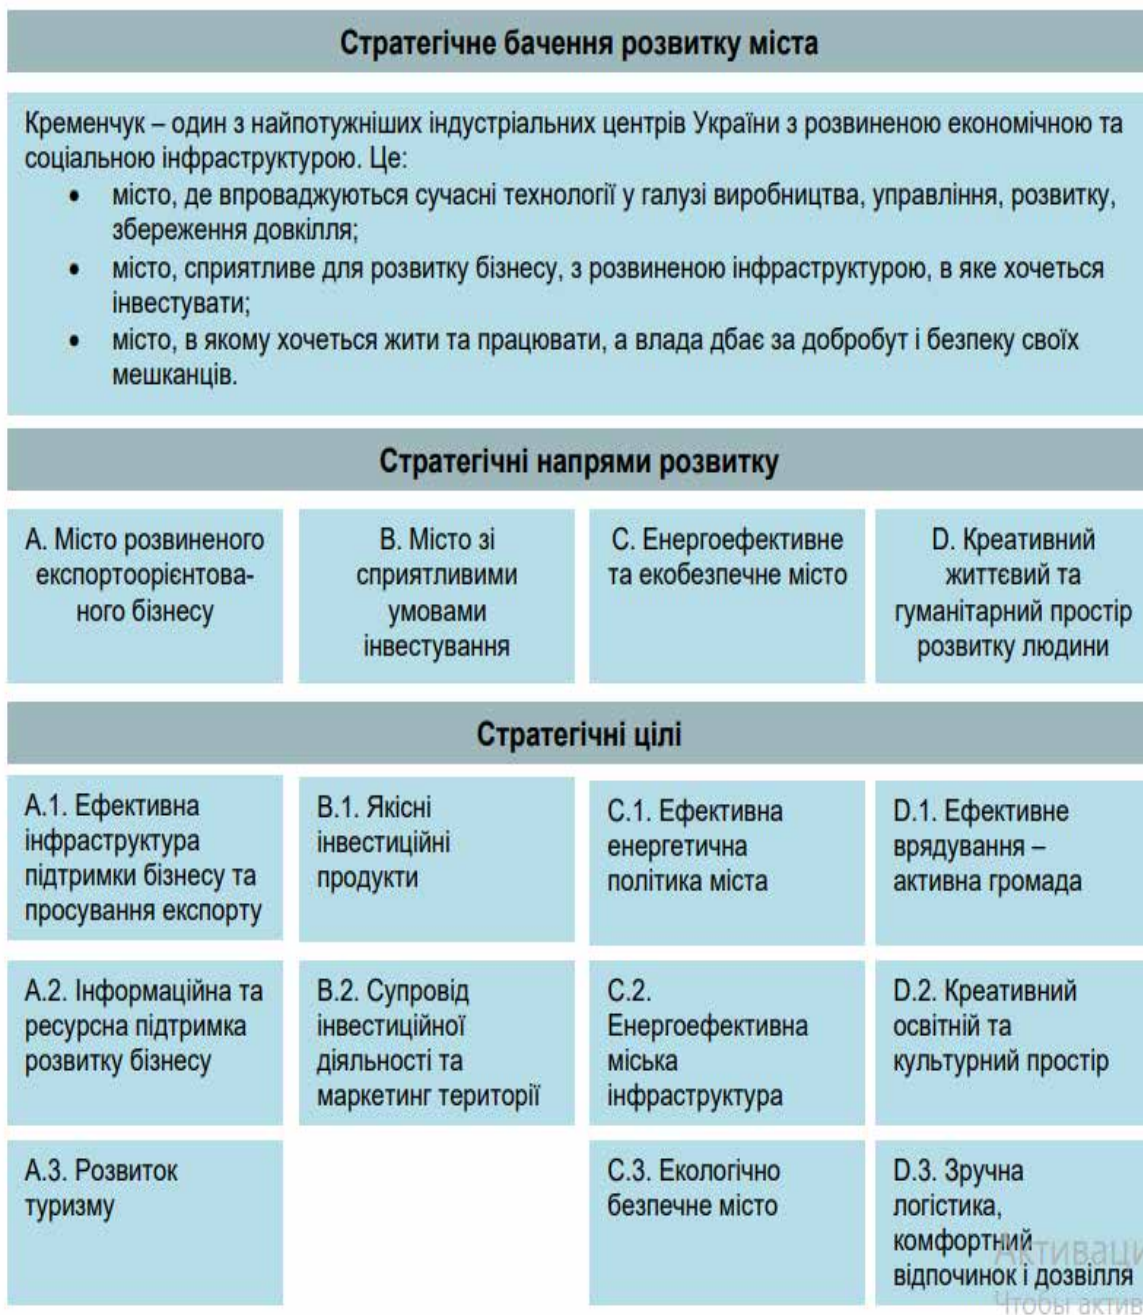 Стратегічне бачення розвитку міста
Кременчук – один з найпотужніших індустріальних центрів України з розвиненою економічною та
соціальною інфраструктурою. Це:
• місто, де впроваджуються сучасні технології у галузі виробництва, управління, розвитку,
збереження довкілля;
• місто, сприятливе для розвитку бізнесу, з розвиненою інфраструктурою, в яке хочеться
інвестувати;
• місто, в якому хочеться жити та працювати, а влада дбає за добробут і безпеку своїх
мешканців.
Стратегічні напрями розвитку
А. Місто розвиненого
експортоорієнтова-
ного бізнесу
В. Місто зі
сприятливими
умовами
інвестування
С. Енергоефективне
та екобезпечне місто
D. Креативний
життєвий та
гуманітарний простір
розвитку людини
Стратегічні цілі
А.1. Ефективна
інфраструктура
підтримки бізнесу та
просування експорту
В.1. Якісні
інвестиційні
продукти
С.1. Ефективна
енергетична
політика міста
D.1. Ефективне
врядування –
активна громада
А.2. Інформаційна та
ресурсна підтримка
розвитку бізнесу
В.2. Супровід
інвестиційної
діяльності та
маркетинг території
С.2.
Енергоефективна
міська
інфраструктура
D.2. Креативний
освітній та
культурний простір
А.3. Розвиток
туризму
С.3. Екологічно
безпечне місто
D.3. Зручна
логістика,
комфортний
відпочинок і дозвілля